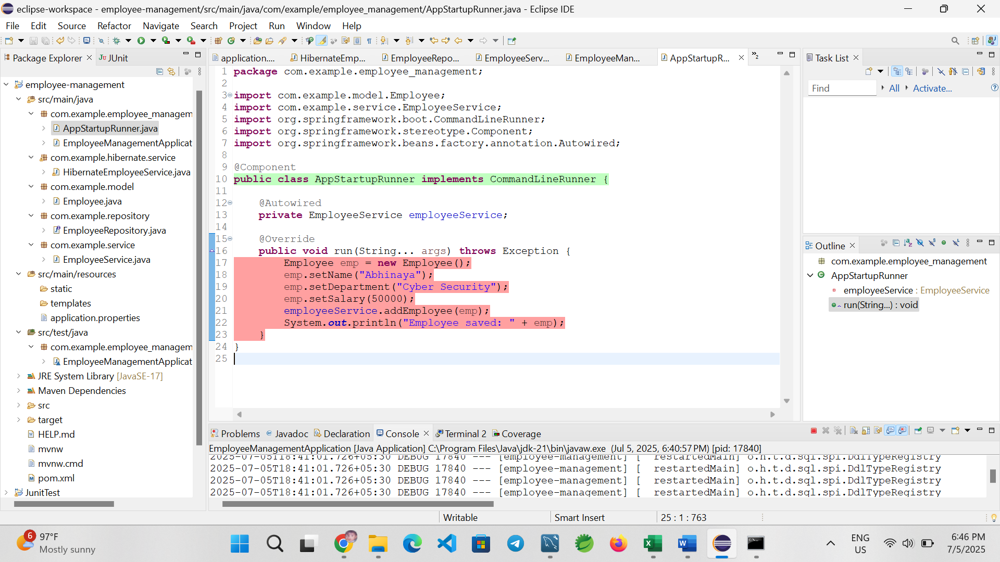 eclipse-workspace - employee-management/src/main/java/com/example/employee_management/AppStartupRunner.java - Eclipse IDE
File Edit Source Refactor Navigate Search Project Run Window Help
Package Explorer
JUnit
employee-management
src/main/java
com.example.employee_managem
AppStartupRunner.java
EmployeeManagementApplicat
com.example.hibernate.service
HibernateEmployeeService.java
com.example.model
Employee.java
com.example.repository
EmployeeRepository.java
com.example.service
EmployeeService.java
src/main/resources
static
templates
application.properties
src/test/java
com.example.employee_managem
EmployeeManagementApplicat
JRE System Library [JavaSE-17]
Maven Dependencies
src
target
HELP.md
mvnw
mvnw.cmd
pom.xml
JunitTest
application.... HibernateEmp... EmployeeRepo... EmployeeServ... EmployeeMan... AppStartupR... »2
1 package com.example.employee_management;
2
3 import com.example.model.Employee;
4 import com.example.service.EmployeeService;
5 import org.springframework.boot.CommandLineRunner;
6 import org.springframework.stereotype.Component;
7 import org.springframework.beans.factory.annotation.Autowired;
8
9 @Component
10 public class AppStartupRunner implements CommandLineRunner {
11
12 @Autowired
13 private EmployeeService employeeService;
14
15 @Override
16 public void run(String... args) throws Exception {
17 Employee emp = new Employee();
18 emp.setName("Abhinaya");
19 emp.setDepartment("Cyber Security");
20 emp.setSalary(50000);
21 employeeService.addEmployee(emp);
22 System.out.println("Employee saved: " + emp);
23 }
24 }
25
Task List
Find All Activate...
Outline
com.example.employee_management
AppStartupRunner
employeeService : EmployeeService
run(String...) : void
Problems Javadoc Declaration Console Terminal 2 Coverage
EmployeeManagementApplication [Java Application] C:\Program Files\Java\jdk-21\bin\javaw.exe (Jul 5, 2025, 6:40:57 PM) [pid: 17840]
2025-07-05T18:41:01.726+05:30 DEBUG 17840 --- [employee-management] [ restartedMain] o.h.t.d.sql.spi.DdlTypeRegistry
2025-07-05T18:41:01.726+05:30 DEBUG 17840 --- [employee-management] [ restartedMain] o.h.t.d.sql.spi.DdlTypeRegistry
2025-07-05T18:41:01.726+05:30 DEBUG 17840 --- [employee-management] [ restartedMain] o.h.t.d.sql.spi.DdlTypeRegistry
2025-07-05T18:41:01.726+05:30 DEBUG 17840 --- [employee-management] [ restartedMain] o.h.t.d.sql.spi.DdlTypeRegistry
Writable Smart Insert 25 : 1 : 763
6
97°F
Mostly sunny
ENG
US
6:46 PM
7/5/2025